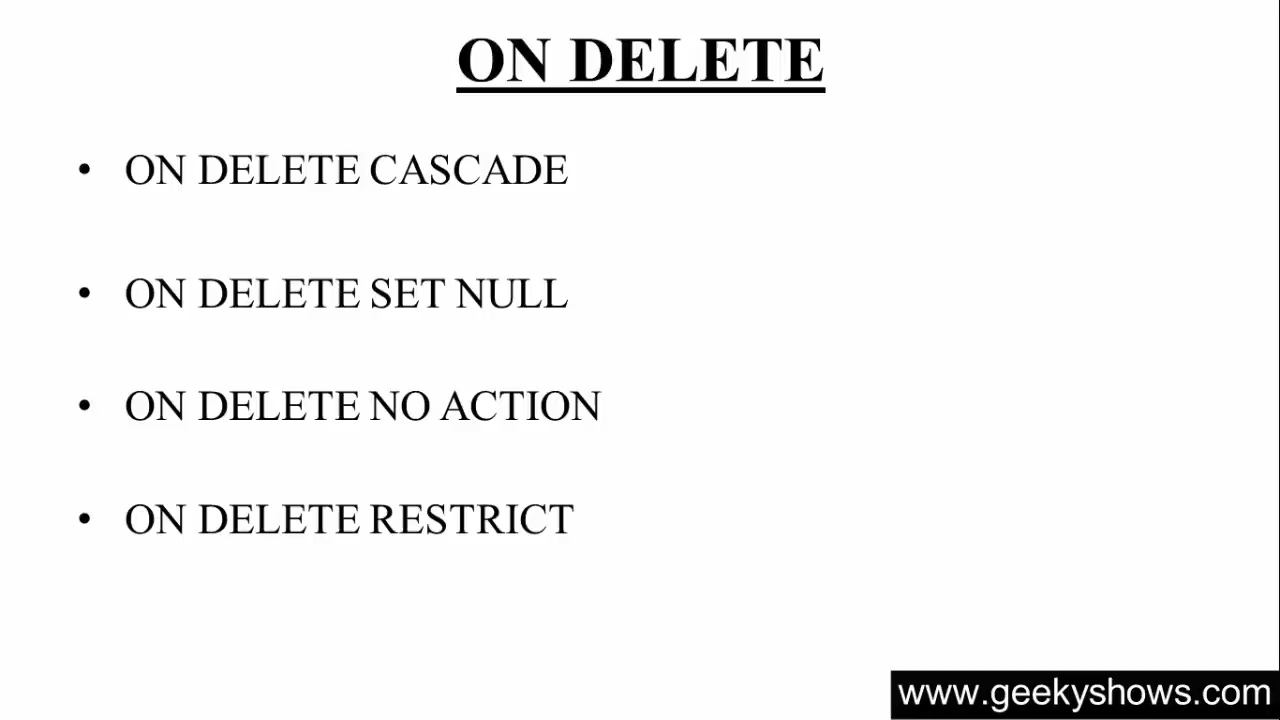 ON DELETE
• ON DELETE CASCADE
• ON DELETE SET NULL
• ON DELETE NO ACTION
• ON DELETE RESTRICT
www.geekyshows.com